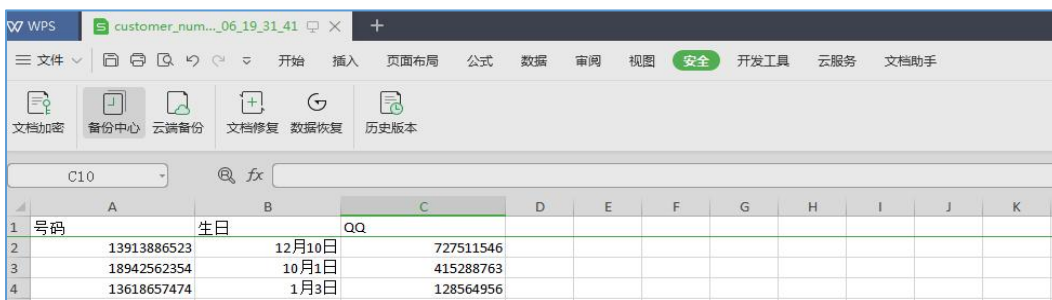 WPS customer_num..._06_19_31_41
文件 开始 插入 页面布局 公式 数据 审阅 视图 安全 开发工具 云服务 文档助手
文档加密 备份中心 云端备份 文档修复 数据恢复 历史版本
C10 fx
A B C D E F G H I J K
1 号码 生日 QQ
2 13913886523 12月10日 727511546
3 18942562354 10月1日 415288763
4 13618657474 1月3日 128564956